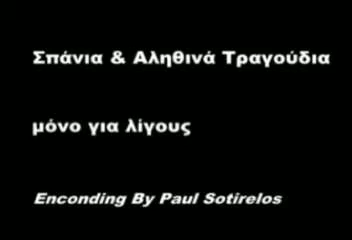 Σπάνια & Αληθινά Τραγούδια
μόνο για λίγους
Enconding By Paul Sotirelos